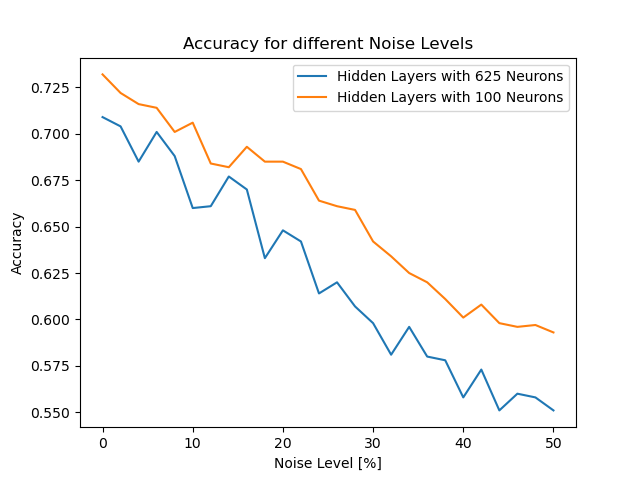 Accuracy for different Noise Levels
Hidden Layers with 625 Neurons
Hidden Layers with 100 Neurons
Accuracy
0.725
0.700
0.675
0.650
0.625
0.600
0.575
0.550
0 10 20 30 40 50
Noise Level [%]